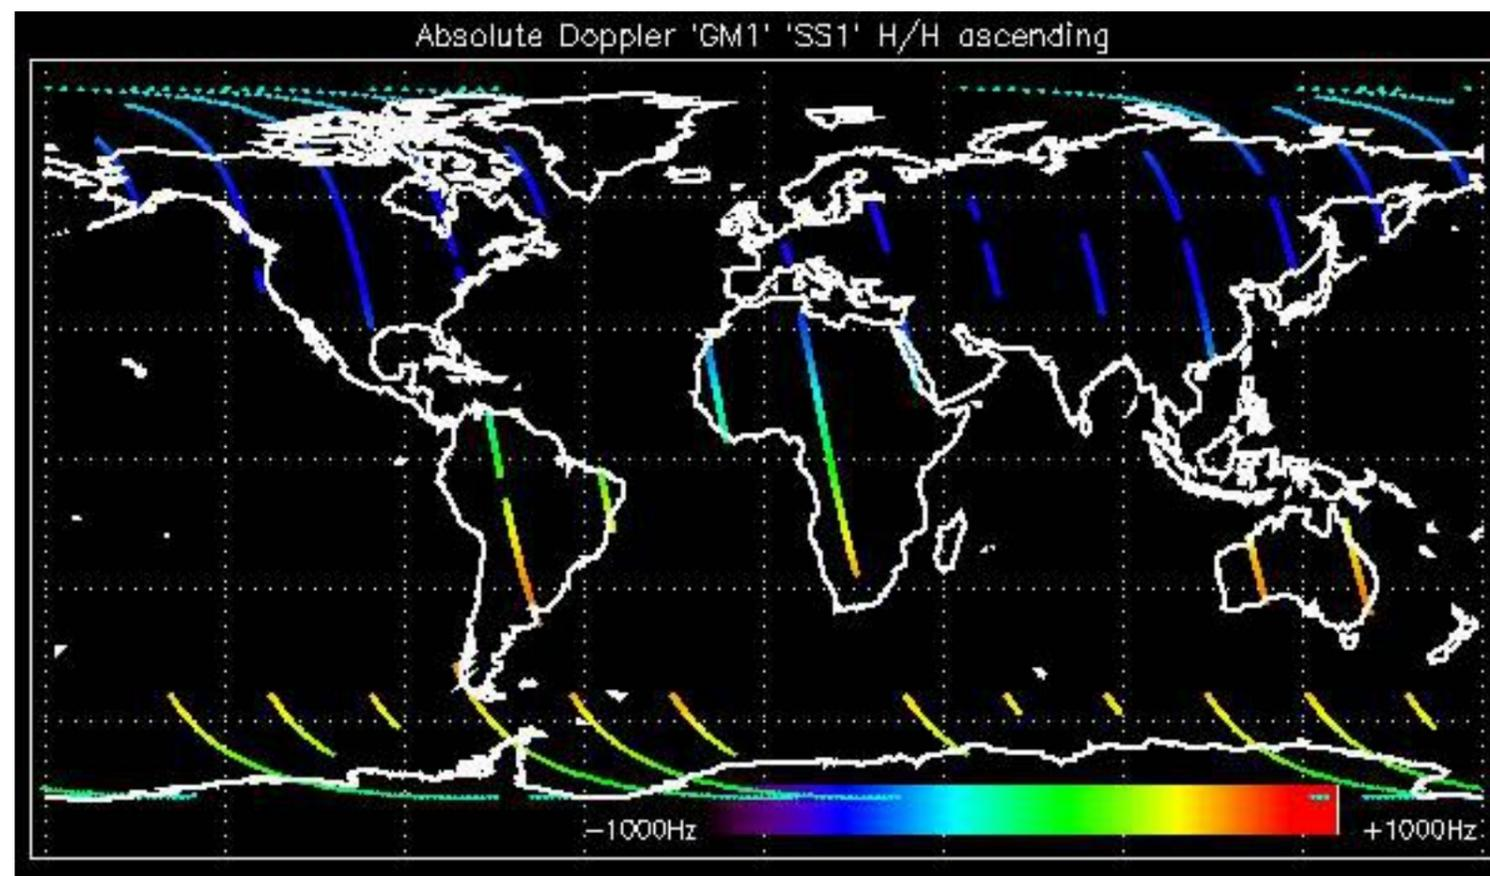 Absolute Doppler 'GM1' 'SS1' H/H ascending
−1000Hz
+1000Hz